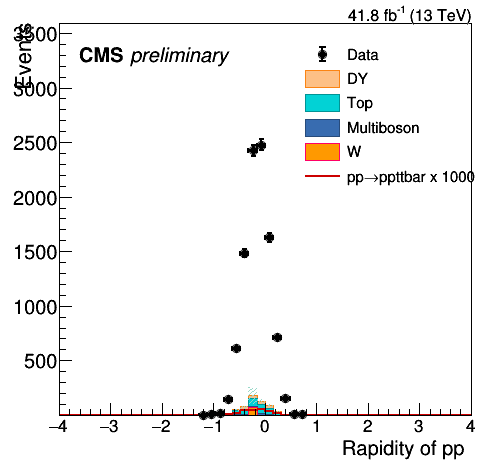 41.8 fb⁻¹ (13 TeV)
Events
CMS preliminary
Data
DY
Top
Multiboson
W
pp→ppttbar x 1000
3500
3000
2500
2000
1500
1000
500
−4 −3 −2 −1 0 1 2 3 4
Rapidity of pp